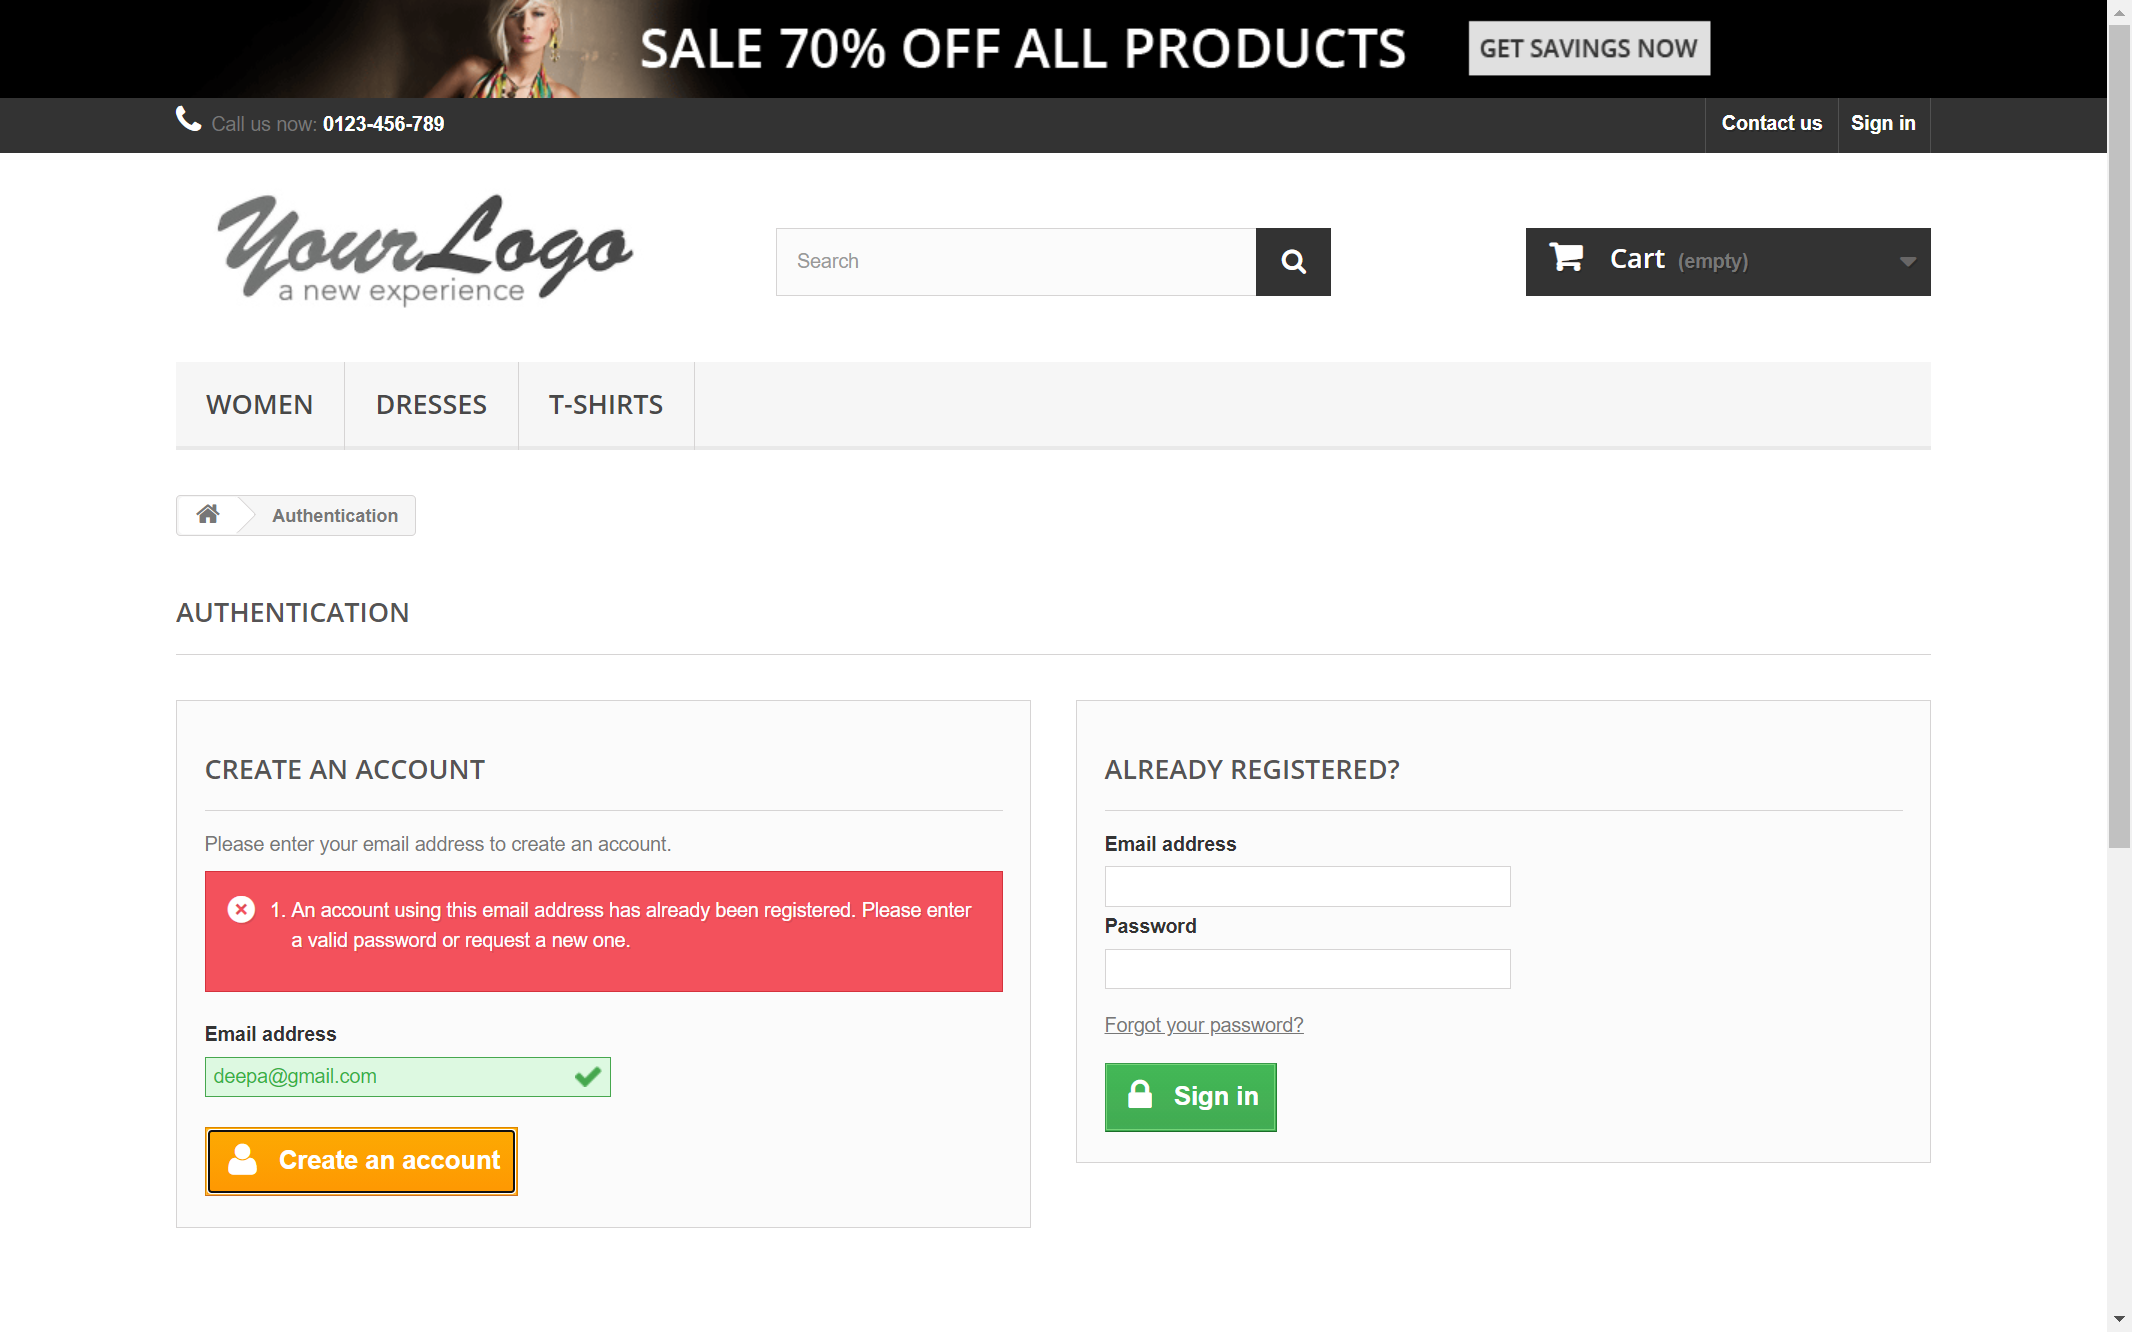 SALE 70% OFF ALL PRODUCTS
GET SAVINGS NOW
Call us now: 0123-456-789
Contact us
Sign in
YourLogo
a new experience
Search
Cart (empty)
WOMEN
DRESSES
T-SHIRTS
Authentication
AUTHENTICATION
CREATE AN ACCOUNT
Please enter your email address to create an account.
1. An account using this email address has already been registered. Please enter
a valid password or request a new one.
Email address
deepa@gmail.com
Create an account
ALREADY REGISTERED?
Email address
Password
Forgot your password?
Sign in